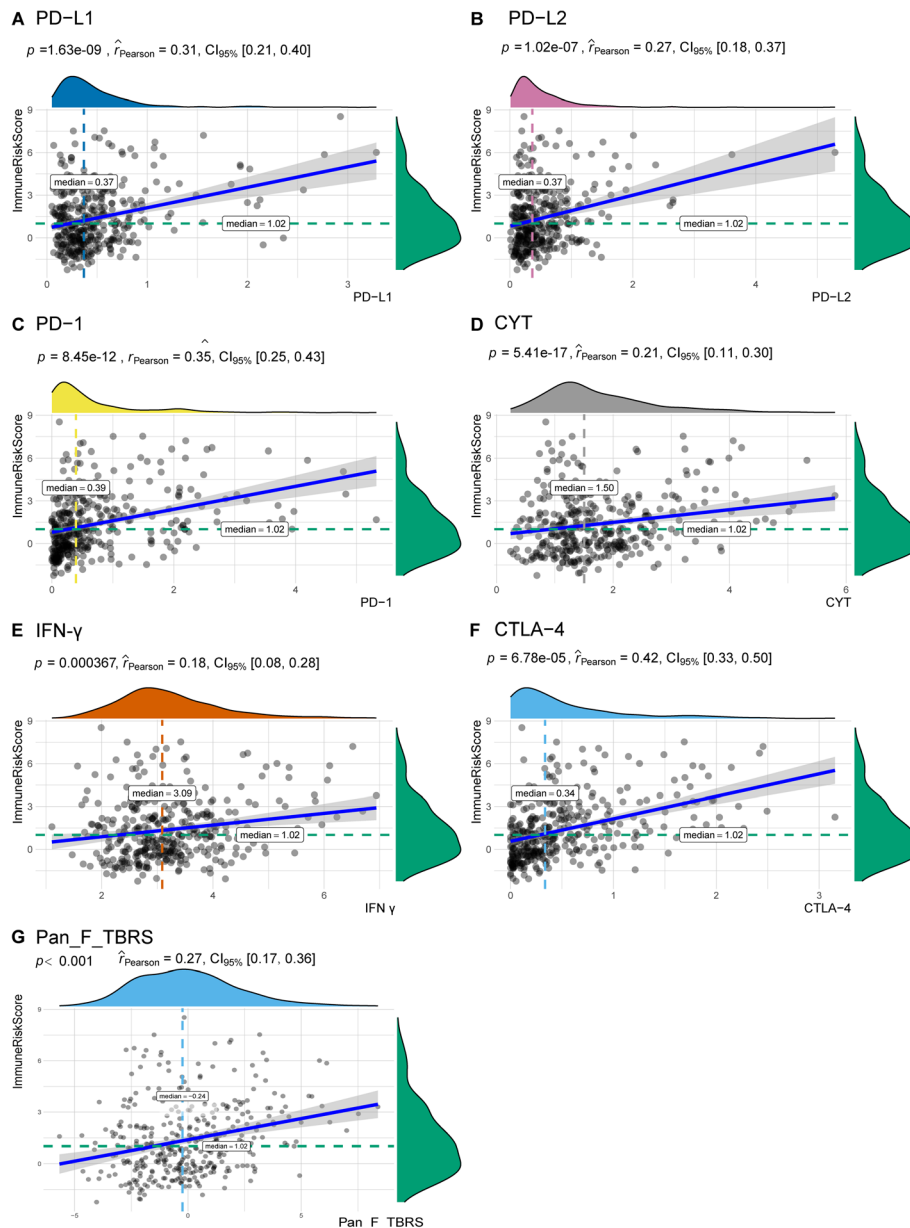 A PD−L1
p =1.63e-09 , r̂Pearson = 0.31, CI95% [0.21, 0.40]
ImmuneRiskScore
9
6
3
0
median = 0.37
median = 1.02
0 1 2 3
PD−L1
B PD−L2
p =1.02e-07 , r̂Pearson = 0.27, CI95% [0.18, 0.37]
ImmuneRiskScore
9
6
3
0
median = 0.37
median = 1.02
0 2 4
PD−L2
C PD−1
p = 8.45e-12 , r̂Pearson = 0.35, CI95% [0.25, 0.43]
ImmuneRiskScore
9
6
3
0
median = 0.39
median = 1.02
0 2 4
PD−1
D CYT
p = 5.41e-17, r̂Pearson = 0.21, CI95% [0.11, 0.30]
ImmuneRiskScore
9
6
3
0
median = 1.50
median = 1.02
0 2 4 6
CYT
E IFN-γ
p = 0.000367, r̂Pearson = 0.18, CI95% [0.08, 0.28]
ImmuneRiskScore
9
6
3
0
median = 3.09
median = 1.02
2 4 6
IFN γ
F CTLA−4
p = 6.78e-05, r̂Pearson = 0.42, CI95% [0.33, 0.50]
ImmuneRiskScore
9
6
3
0
median = 0.34
median = 1.02
0 1 2 3
CTLA−4
G Pan_F_TBRS
p< 0.001 r̂Pearson = 0.27, CI95% [0.17, 0.36]
ImmuneRiskScore
9
6
3
0
median = −0.24
median = 1.02
−5 0 5
Pan_F_TBRS